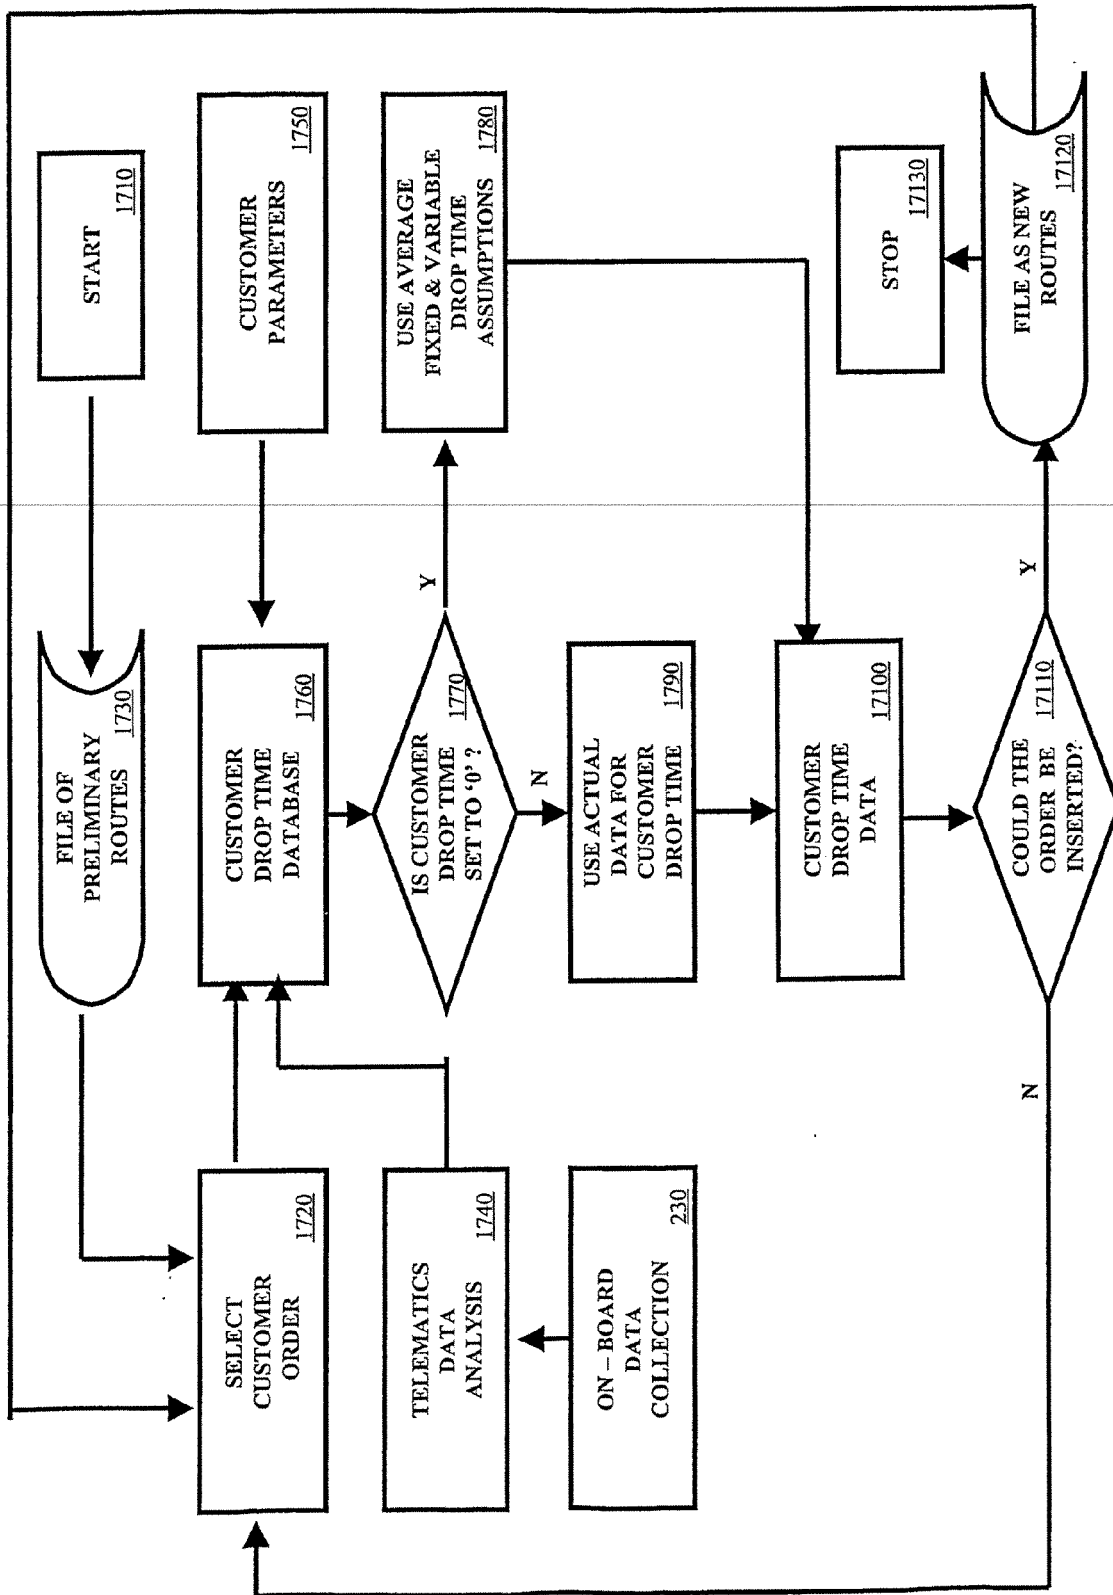 START
1710
FILE OF
PRELIMINARY
ROUTES
1730
SELECT
CUSTOMER
ORDER
1720
CUSTOMER
PARAMETERS
1750
CUSTOMER
DROP TIME
DATABASE
1760
TELEMATICS
DATA
ANALYSIS
1740
ON – BOARD
DATA
COLLECTION
230
IS CUSTOMER
DROP TIME
SET TO '0' ?
1770
Y
N
USE AVERAGE
FIXED & VARIABLE
DROP TIME
ASSUMPTIONS
1780
USE ACTUAL
DATA FOR
CUSTOMER
DROP TIME
1790
CUSTOMER
DROP TIME
DATA
17100
COULD THE
ORDER BE
INSERTED?
17110
N
Y
FILE AS NEW
ROUTES
17120
STOP
17130